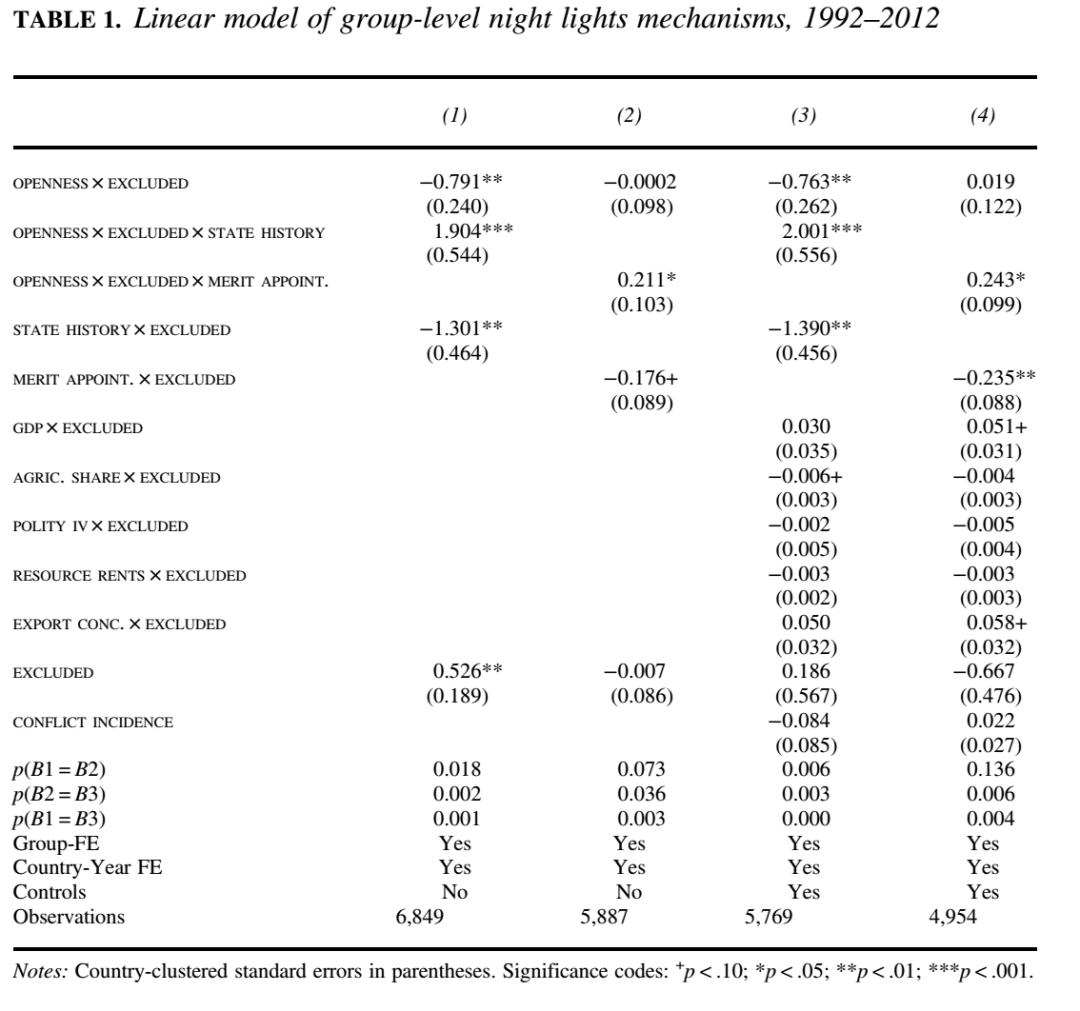 TABLE 1. Linear model of group-level night lights mechanisms, 1992–2012
(1) (2) (3) (4)
OPENNESS × EXCLUDED −0.791** −0.0002 −0.763** 0.019
(0.240) (0.098) (0.262) (0.122)
OPENNESS × EXCLUDED × STATE HISTORY 1.904*** 2.001***
(0.544) (0.556)
OPENNESS × EXCLUDED × MERIT APPOINT. 0.211* 0.243*
(0.103) (0.099)
STATE HISTORY × EXCLUDED −1.301** −1.390**
(0.464) (0.456)
MERIT APPOINT. × EXCLUDED −0.176+ −0.235**
(0.089) (0.088)
GDP × EXCLUDED 0.030 0.051+
(0.035) (0.031)
AGRIC. SHARE × EXCLUDED −0.006+ −0.004
(0.003) (0.003)
POLITY IV × EXCLUDED −0.002 −0.005
(0.005) (0.004)
RESOURCE RENTS × EXCLUDED −0.003 −0.003
(0.002) (0.003)
EXPORT CONC. × EXCLUDED 0.050 0.058+
(0.032) (0.032)
EXCLUDED 0.526** −0.007 0.186 −0.667
(0.189) (0.086) (0.567) (0.476)
CONFLICT INCIDENCE −0.084 0.022
(0.085) (0.027)
p(B1 = B2) 0.018 0.073 0.006 0.136
p(B2 = B3) 0.002 0.036 0.003 0.006
p(B1 = B3) 0.001 0.003 0.000 0.004
Group-FE Yes Yes Yes Yes
Country-Year FE Yes Yes Yes Yes
Controls No No Yes Yes
Observations 6,849 5,887 5,769 4,954
Notes: Country-clustered standard errors in parentheses. Significance codes: +p < .10; *p < .05; **p < .01; ***p < .001.